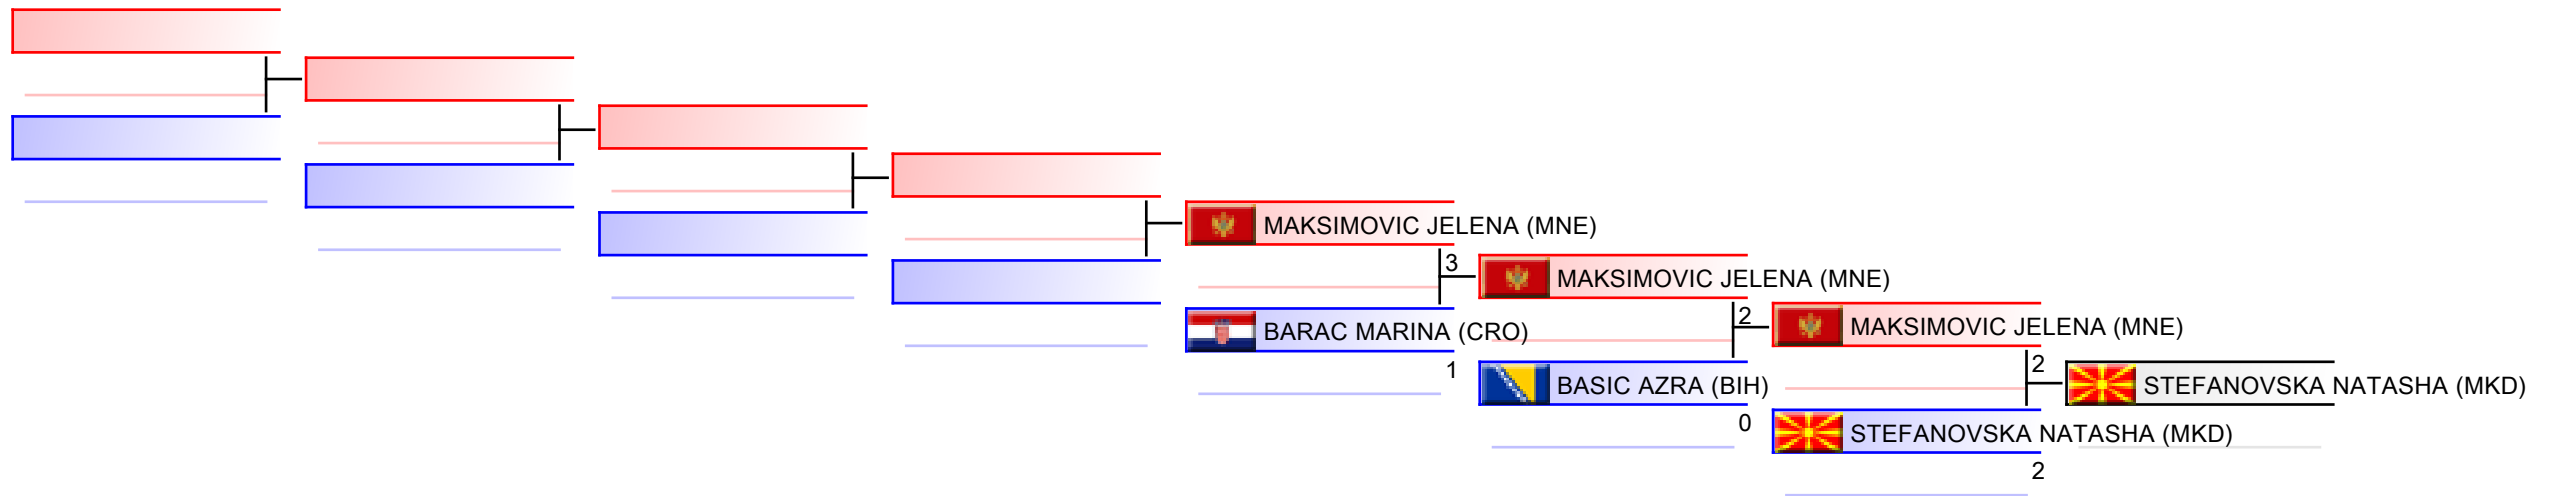 MAKSIMOVIC JELENA (MNE)
3
BARAC MARINA (CRO)
1
MAKSIMOVIC JELENA (MNE)
2
BASIC AZRA (BIH)
0
MAKSIMOVIC JELENA (MNE)
2
STEFANOVSKA NATASHA (MKD)
2
STEFANOVSKA NATASHA (MKD)